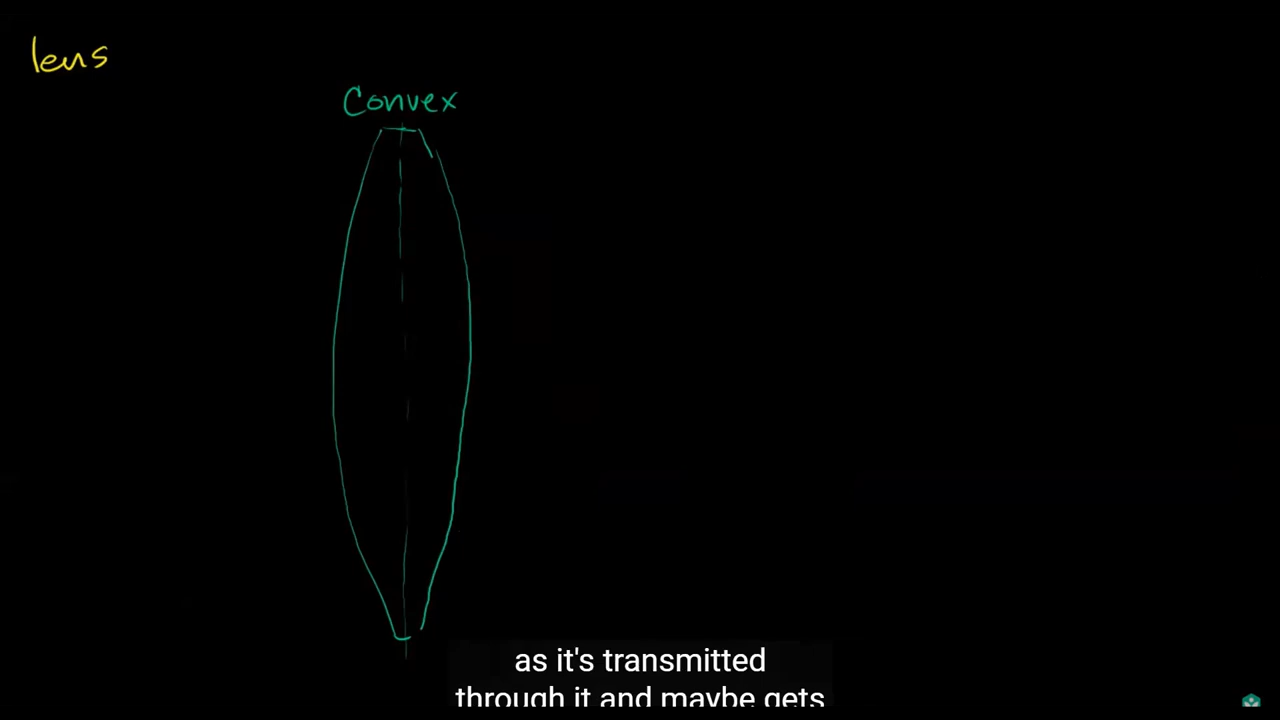 lens
Convex
as it's transmitted
through it and maybe gets